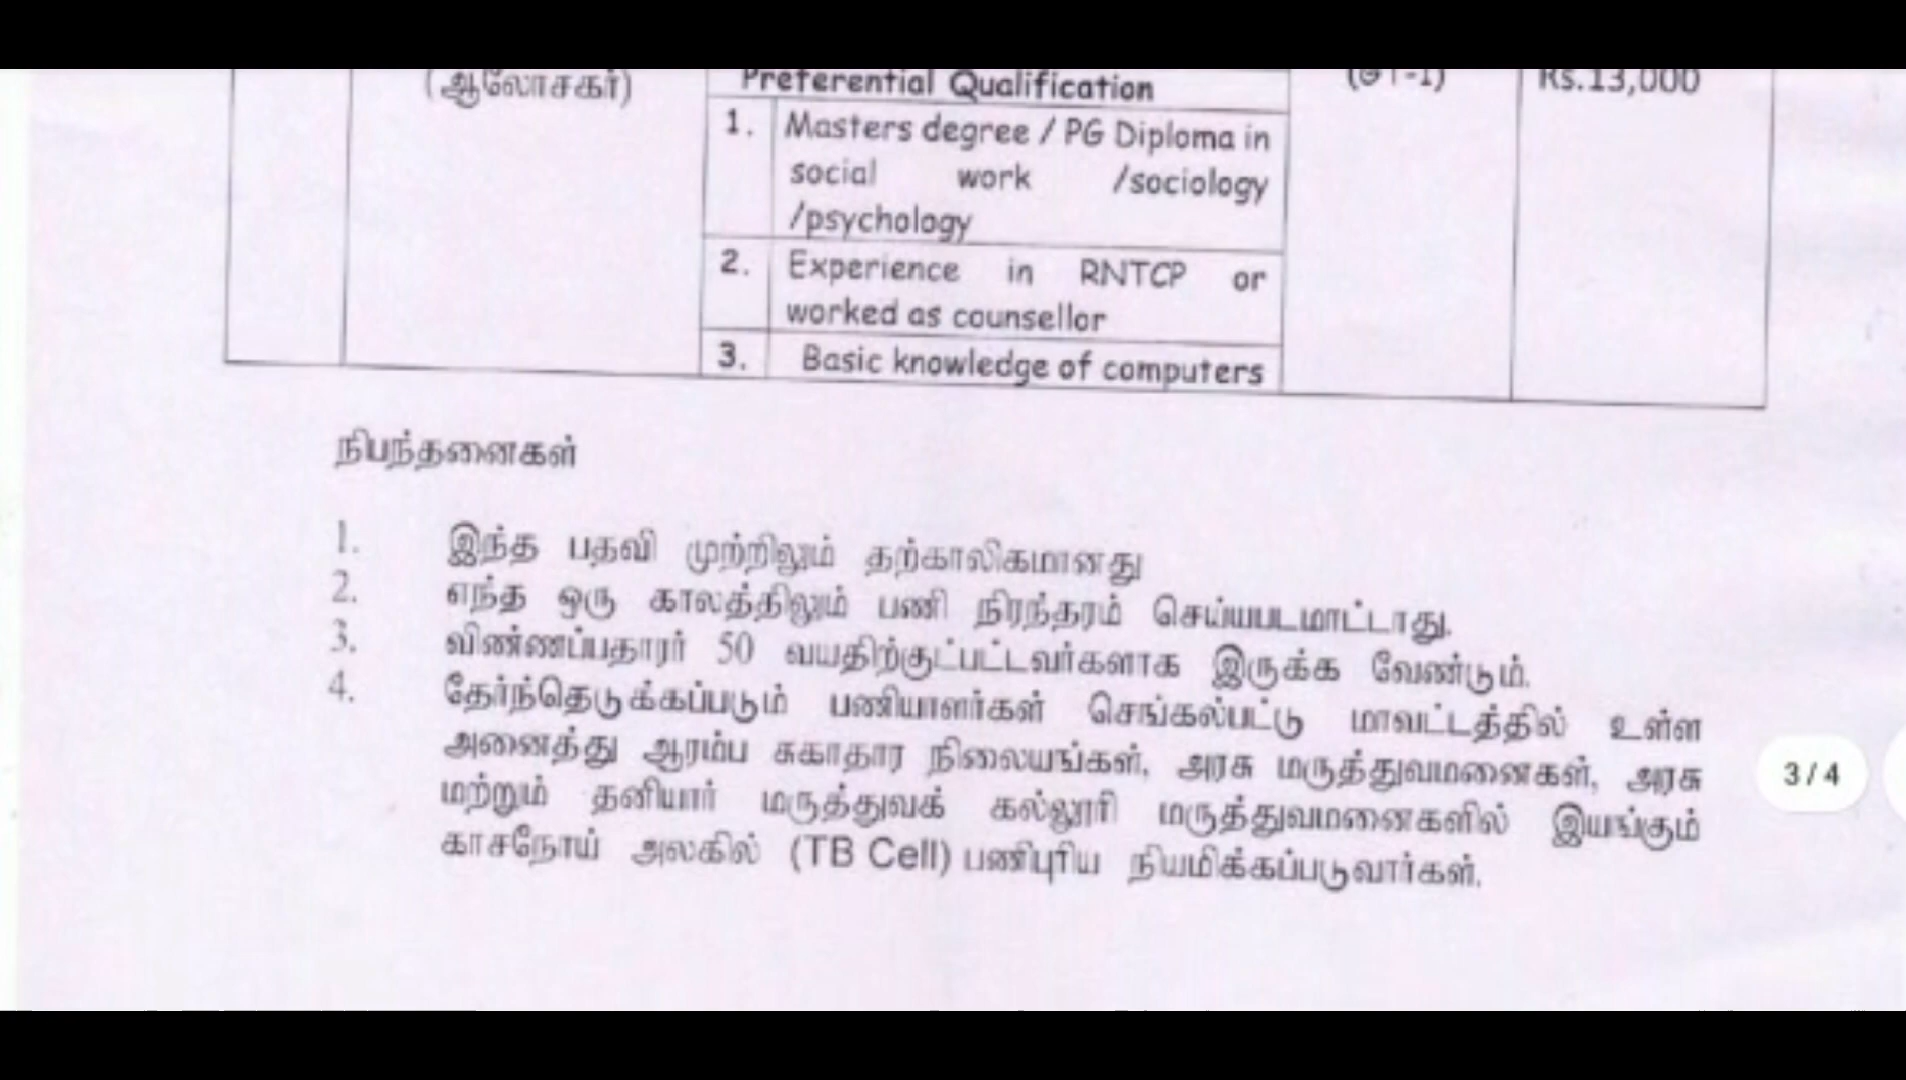 (ஆலோசகர்)
Preferential Qualification
(GT-1)
Rs.13,000
1. Masters degree / PG Diploma in
social work /sociology
/psychology
2. Experience in RNTCP or
worked as counsellor
3. Basic knowledge of computers
நிபந்தனைகள்
1. இந்த பதவி முற்றிலும் தற்காலிகமானது
2. எந்த ஒரு காலத்திலும் பணி நிரந்தரம் செய்யபடமாட்டாது.
3. விண்ணப்பதாரர் 50 வயதிற்குட்பட்டவர்களாக இருக்க வேண்டும்.
4. தேர்ந்தெடுக்கப்படும் பணியாளர்கள் செங்கல்பட்டு மாவட்டத்தில் உள்ள
அனைத்து ஆரம்ப சுகாதார நிலையங்கள், அரசு மருத்துவமனைகள், அரசு
மற்றும் தனியார் மருத்துவக் கல்லூரி மருத்துவமனைகளில் இயங்கும்
காசநோய் அலகில் (TB Cell) பணிபுரிய நியமிக்கப்படுவார்கள்.
3/4